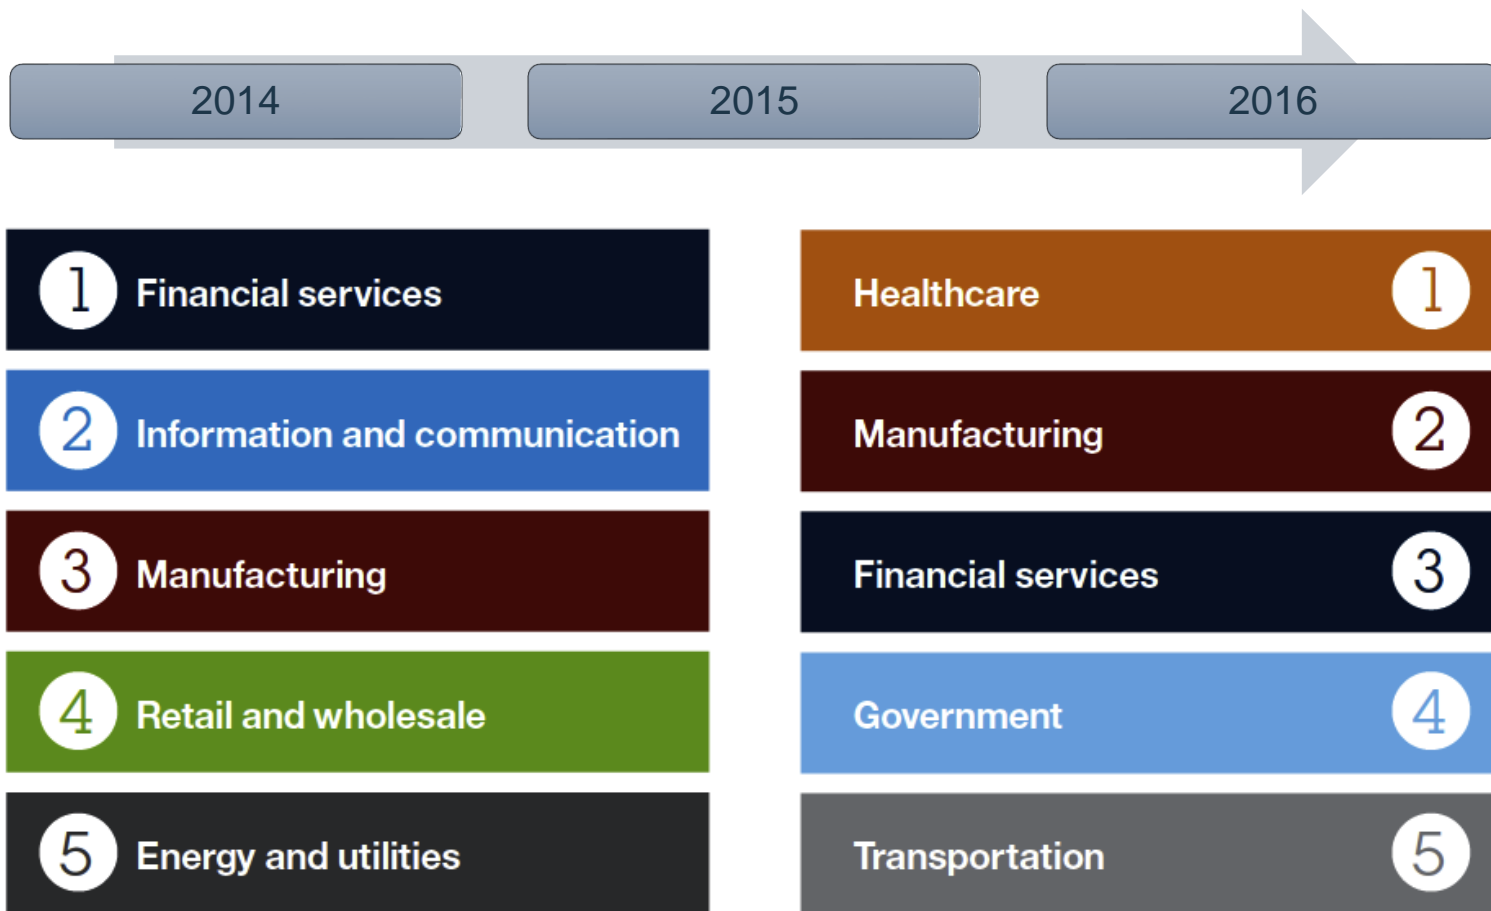 2014
2015
2016
1 Financial services
2 Information and communication
3 Manufacturing
4 Retail and wholesale
5 Energy and utilities
Healthcare 1
Manufacturing 2
Financial services 3
Government 4
Transportation 5